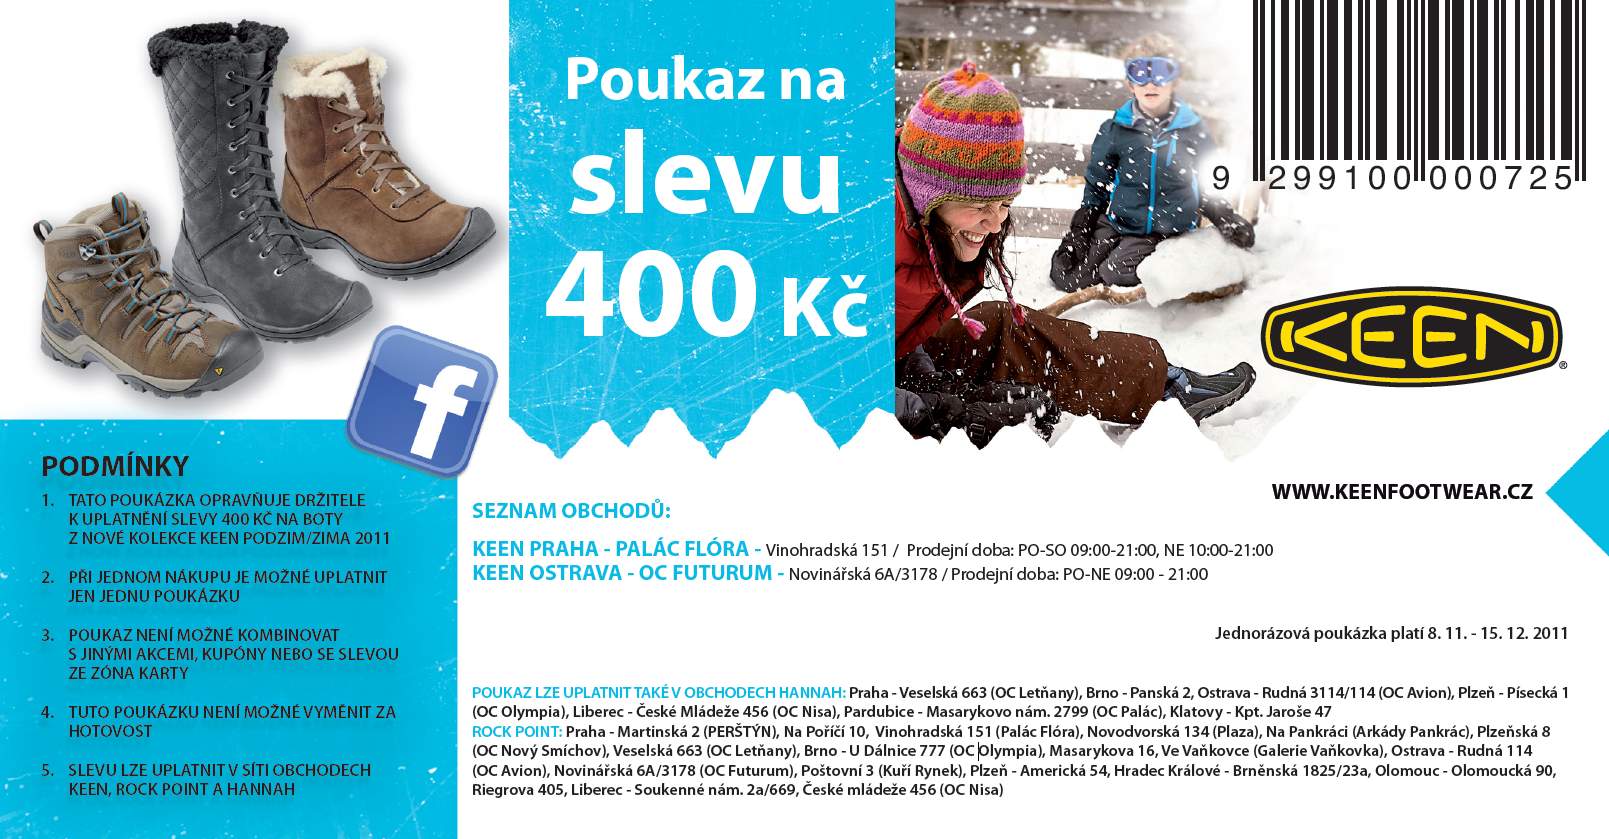 Poukaz na
slevu
400 Kč
9 299100 000725
KEEN
®
f
WWW.KEENFOOTWEAR.CZ
PODMÍNKY
1. TATO POUKÁZKA OPRAVŇUJE DRŽITELE
K UPLATNĚNÍ SLEVY 400 KČ NA BOTY
Z NOVÉ KOLEKCE KEEN PODZIM/ZIMA 2011
2. PŘI JEDNOM NÁKUPU JE MOŽNÉ UPLATNIT
JEN JEDNU POUKÁZKU
3. POUKAZ NENÍ MOŽNÉ KOMBINOVAT
S JINÝMI AKCEMI, KUPÓNY NEBO SE SLEVOU
ZE ZÓNA KARTY
4. TUTO POUKÁZKU NENÍ MOŽNÉ VYMĚNIT ZA
HOTOVOST
5. SLEVU LZE UPLATNIT V SÍTI OBCHODECH
KEEN, ROCK POINT A HANNAH
SEZNAM OBCHODŮ:
KEEN PRAHA - PALÁC FLÓRA - Vinohradská 151 / Prodejní doba: PO-SO 09:00-21:00, NE 10:00-21:00
KEEN OSTRAVA - OC FUTURUM - Novinářská 6A/3178 / Prodejní doba: PO-NE 09:00 - 21:00
Jednorázová poukázka platí 8. 11. - 15. 12. 2011
POUKAZ LZE UPLATNIT TAKÉ V OBCHODECH HANNAH: Praha - Veselská 663 (OC Letňany), Brno - Panská 2, Ostrava - Rudná 3114/114 (OC Avion), Plzeň - Písecká 1
(OC Olympia), Liberec - České Mládeže 456 (OC Nisa), Pardubice - Masarykovo nám. 2799 (OC Palác), Klatovy - Kpt. Jaroše 47
ROCK POINT: Praha - Martinská 2 (PERŠTÝN), Na Poříčí 10, Vinohradská 151 (Palác Flóra), Novodvorská 134 (Plaza), Na Pankráci (Arkády Pankrác), Plzeňská 8
(OC Nový Smíchov), Veselská 663 (OC Letňany), Brno - U Dálnice 777 (OC Olympia), Masarykova 16, Ve Vaňkovce (Galerie Vaňkovka), Ostrava - Rudná 114
(OC Avion), Novinářská 6A/3178 (OC Futurum), Poštovní 3 (Kuří Rynek), Plzeň - Americká 54, Hradec Králové - Brněnská 1825/23a, Olomouc - Olomoucká 90,
Riegrova 405, Liberec - Soukenné nám. 2a/669, České mládeže 456 (OC Nisa)